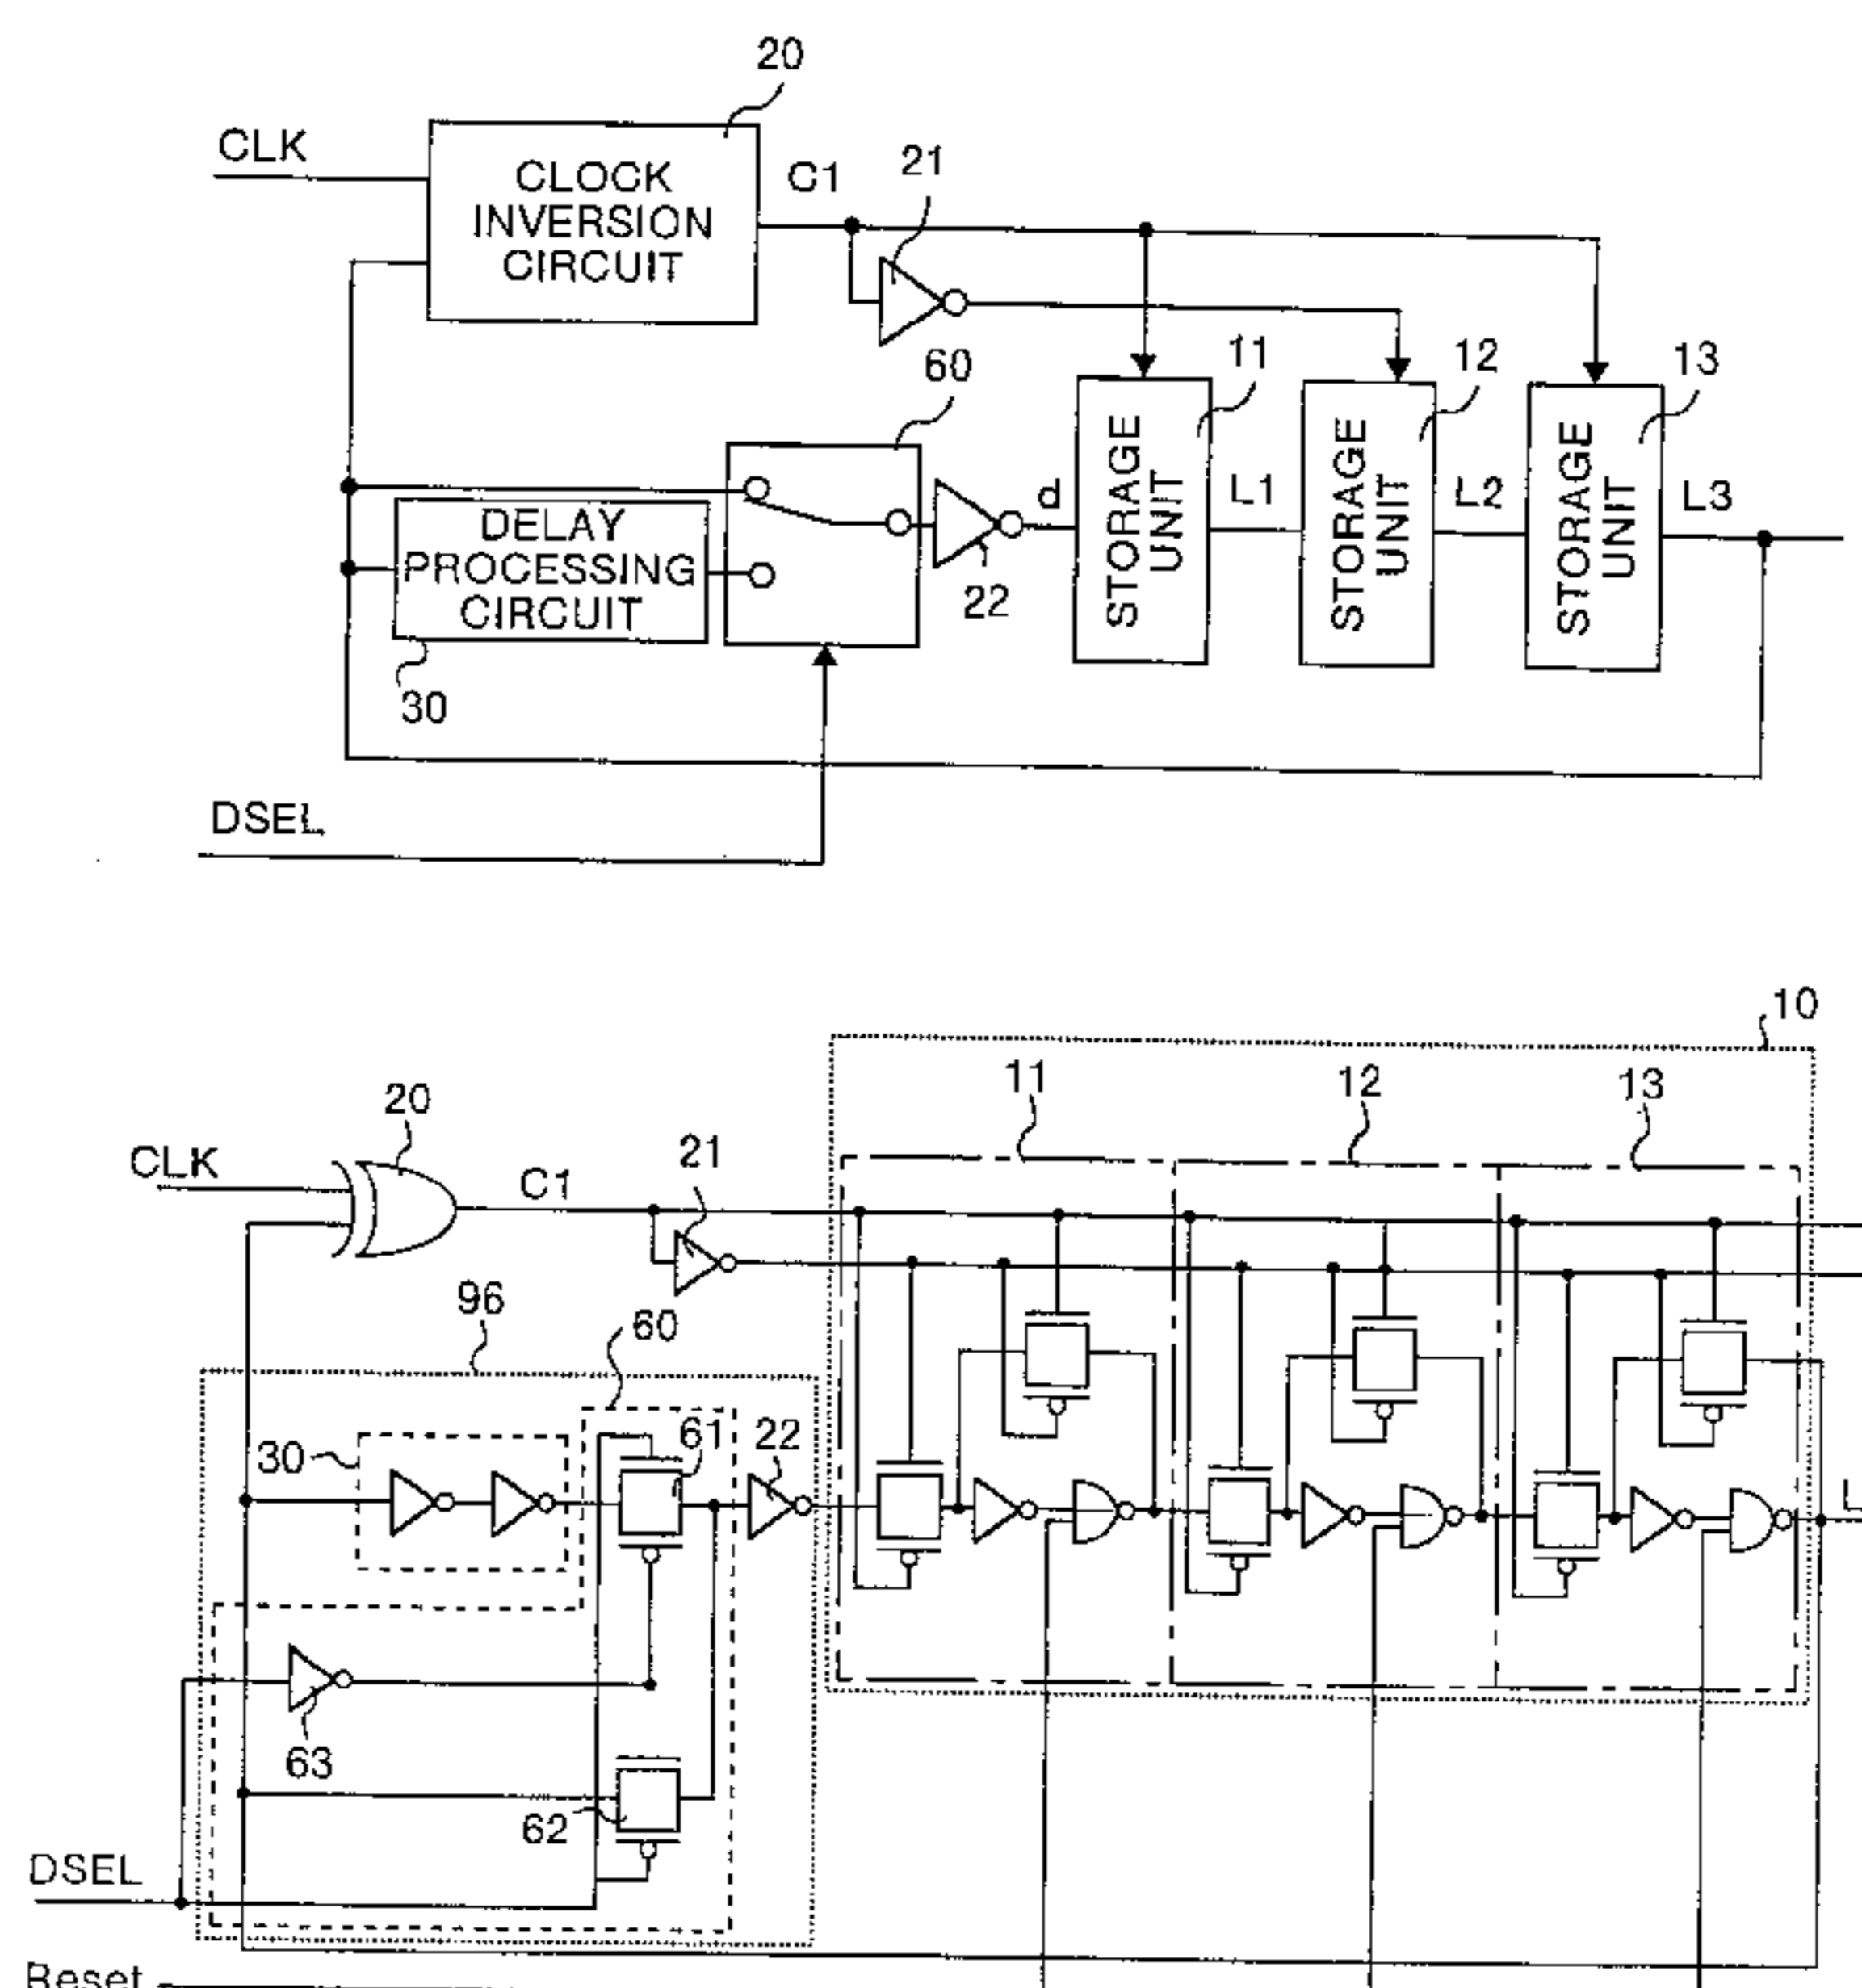 20
CLK
CLOCK
INVERSION
CIRCUIT
C1
21
60
11
12
13
DELAY
PROCESSING
CIRCUIT
30
22
d
STORAGE
UNIT
L1
STORAGE
UNIT
L2
STORAGE
UNIT
L3
DSEL
10
11
12
13
20
CLK
C1
21
96
60
30
61
22
63
62
DSEL
L
Reset